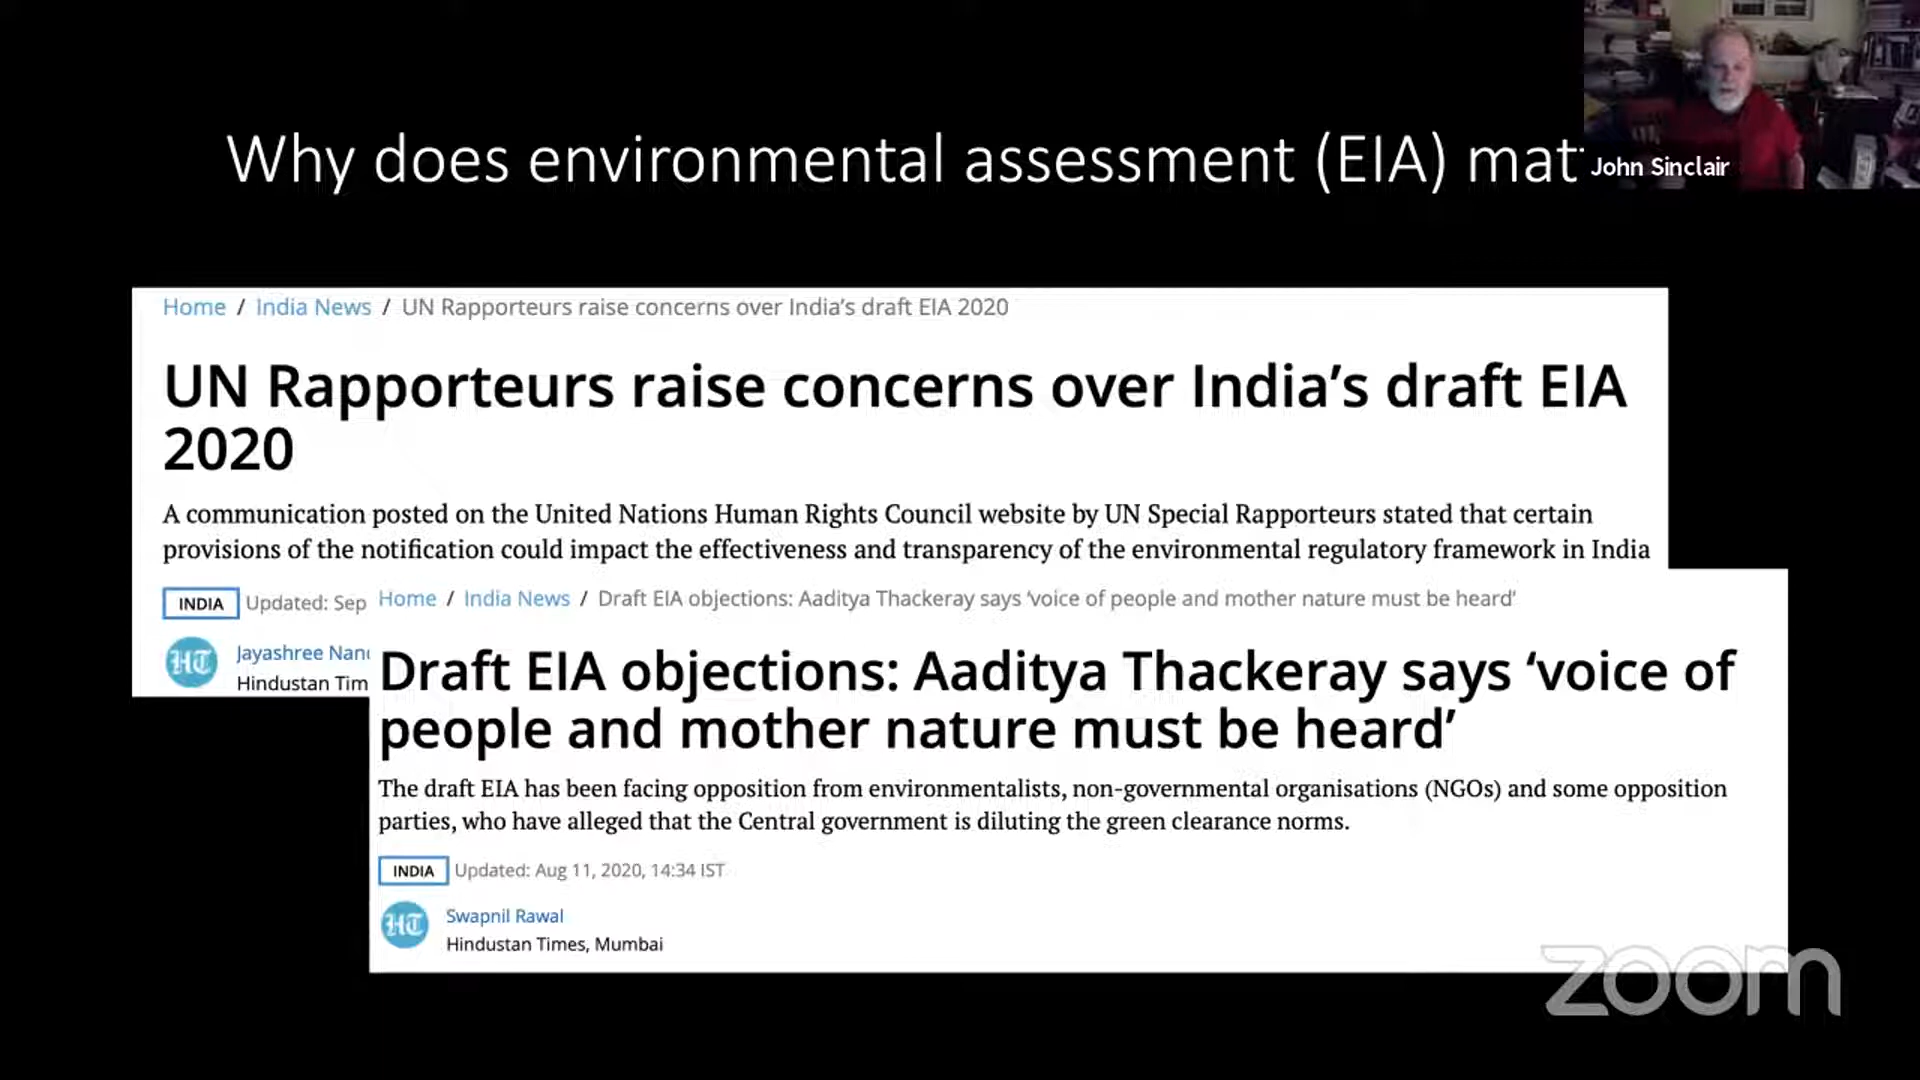 Why does environmental assessment (EIA) mat
John Sinclair
Home / India News / UN Rapporteurs raise concerns over India’s draft EIA 2020
UN Rapporteurs raise concerns over India’s draft EIA
2020
A communication posted on the United Nations Human Rights Council website by UN Special Rapporteurs stated that certain
provisions of the notification could impact the effectiveness and transparency of the environmental regulatory framework in India
INDIA Updated: Sep
HT Jayashree Nan
Hindustan Tim
Home / India News / Draft EIA objections: Aaditya Thackeray says ‘voice of people and mother nature must be heard’
Draft EIA objections: Aaditya Thackeray says ‘voice of
people and mother nature must be heard’
The draft EIA has been facing opposition from environmentalists, non-governmental organisations (NGOs) and some opposition
parties, who have alleged that the Central government is diluting the green clearance norms.
INDIA Updated: Aug 11, 2020, 14:34 IST
HT Swapnil Rawal
Hindustan Times, Mumbai
zoom